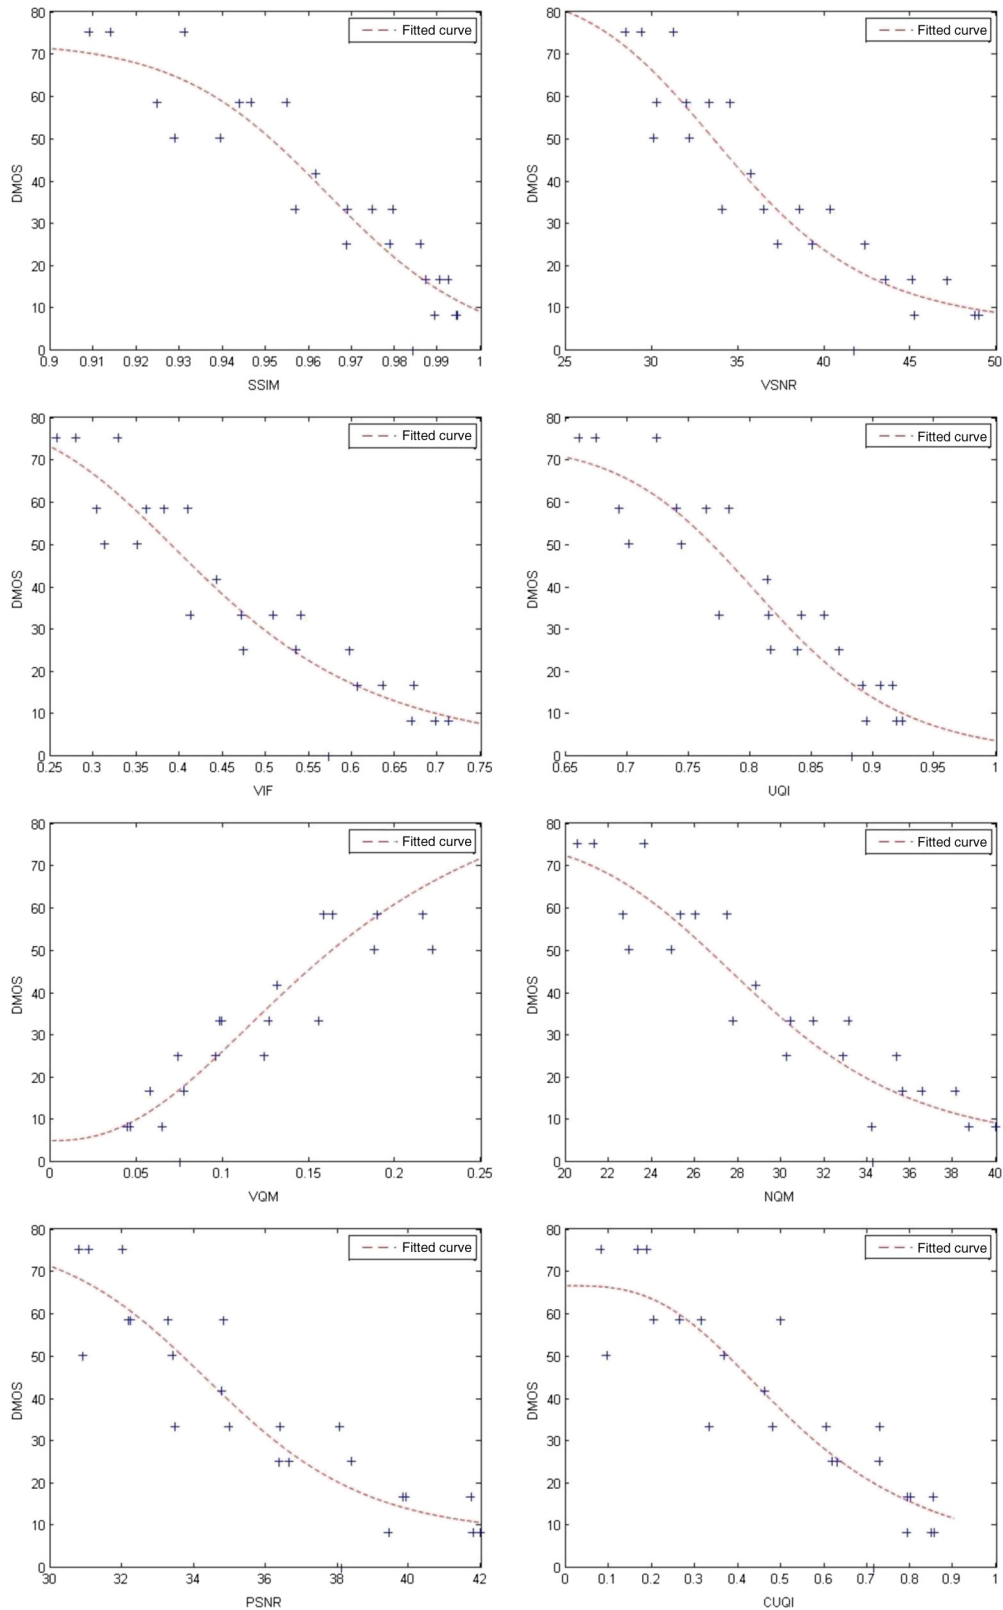 80
70
60
50
40
30
20
10
0
DMOS
Fitted curve
0.9 0.91 0.92 0.93 0.94 0.95 0.96 0.97 0.98 0.99 1
SSIM
80
70
60
50
40
30
20
10
0
DMOS
Fitted curve
25 30 35 40 45 50
VSNR
80
70
60
50
40
30
20
10
0
DMOS
Fitted curve
0.25 0.3 0.35 0.4 0.45 0.5 0.55 0.6 0.65 0.7 0.75
VIF
80
70
60
50
40
30
20
10
0
DMOS
Fitted curve
0.65 0.7 0.75 0.8 0.85 0.9 0.95 1
UQI
80
70
60
50
40
30
20
10
0
DMOS
Fitted curve
0 0.05 0.1 0.15 0.2 0.25
VQM
80
70
60
50
40
30
20
10
0
DMOS
Fitted curve
20 22 24 26 28 30 32 34 36 38 40
NQM
80
70
60
50
40
30
20
10
0
DMOS
Fitted curve
30 32 34 36 38 40 42
PSNR
80
70
60
50
40
30
20
10
0
DMOS
Fitted curve
0 0.1 0.2 0.3 0.4 0.5 0.6 0.7 0.8 0.9 1
CUQI